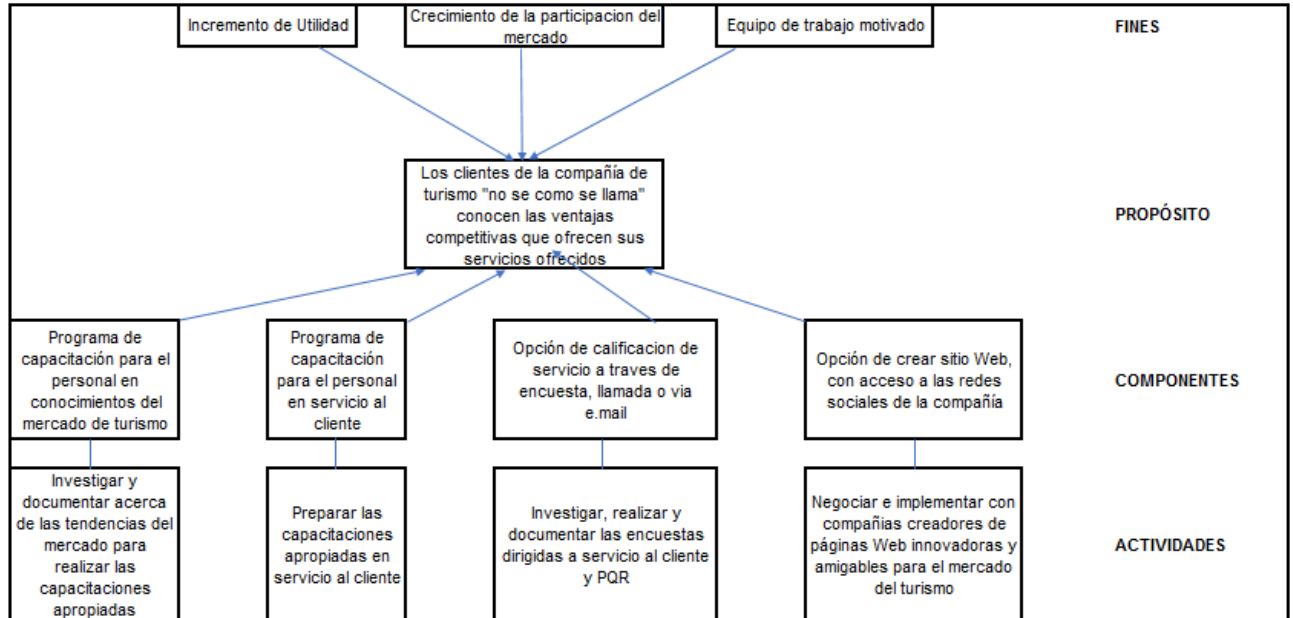 Incremento de Utilidad
Crecimiento de la participacion del
mercado
Equipo de trabajo motivado
FINES
Los clientes de la compañía de
turismo "no se como se llama"
conocen las ventajas
competitivas que ofrecen sus
servicios ofrecidos
PROPÓSITO
Programa de
capacitación para el
personal en
conocimientos del
mercado de turismo
Programa de
capacitación
para el personal
en servicio al
cliente
Opción de calificacion de
servicio a traves de
encuesta, llamada o via
e.mail
Opción de crear sitio Web,
con acceso a las redes
sociales de la compañía
COMPONENTES
Investigar y
documentar acerca
de las tendencias del
mercado para
realizar las
capacitaciones
apropiadas
Preparar las
capacitaciones
apropiadas en
servicio al cliente
Investigar, realizar y
documentar las encuestas
dirigidas a servicio al cliente
y PQR
Negociar e implementar con
compañias creadores de
páginas Web innovadoras y
amigables para el mercado
del turismo
ACTIVIDADES